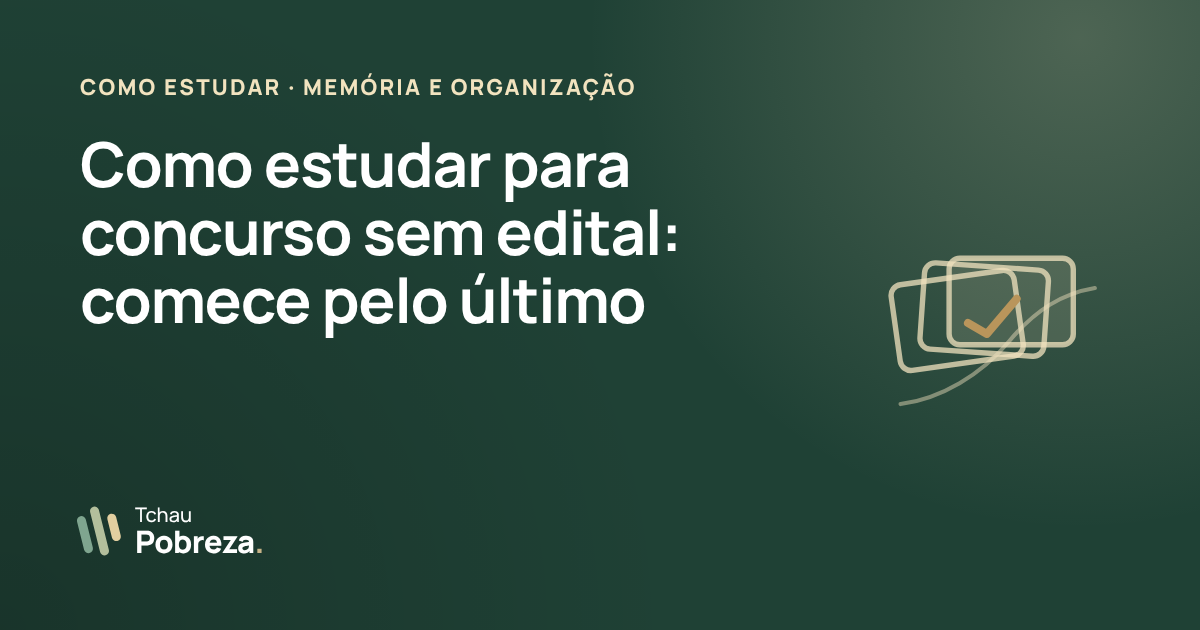 COMO ESTUDAR · MEMÓRIA E ORGANIZAÇÃO
Como estudar para
concurso sem edital:
comece pelo último
Tchau
Pobreza.